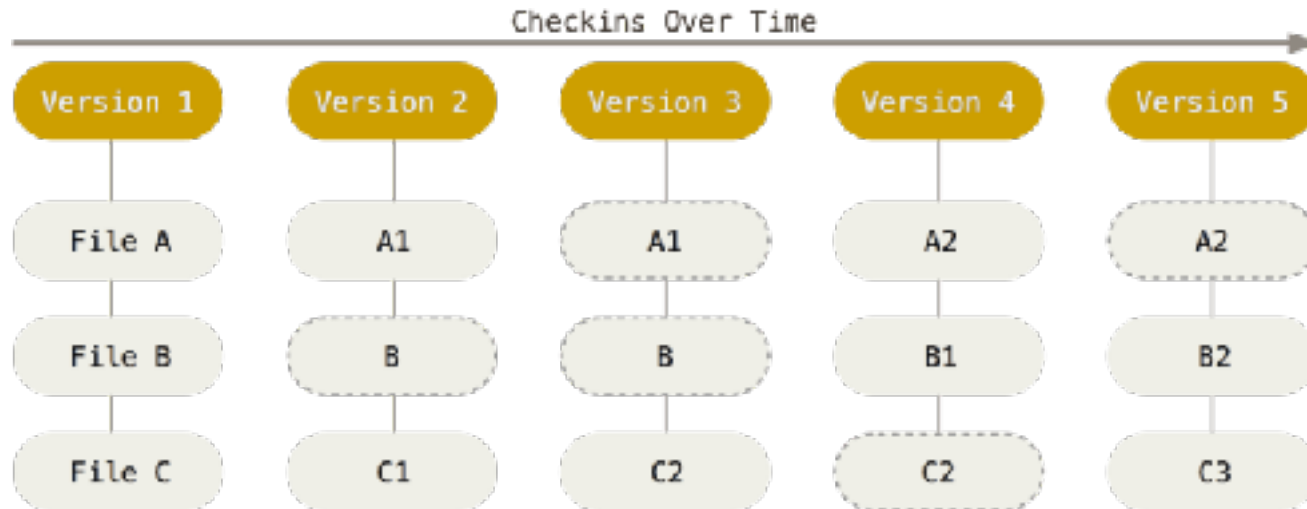 Checkins Over Time
Version 1 Version 2 Version 3 Version 4 Version 5
File A A1 A1 A2 A2
File B B B B1 B2
File C C1 C2 C2 C3